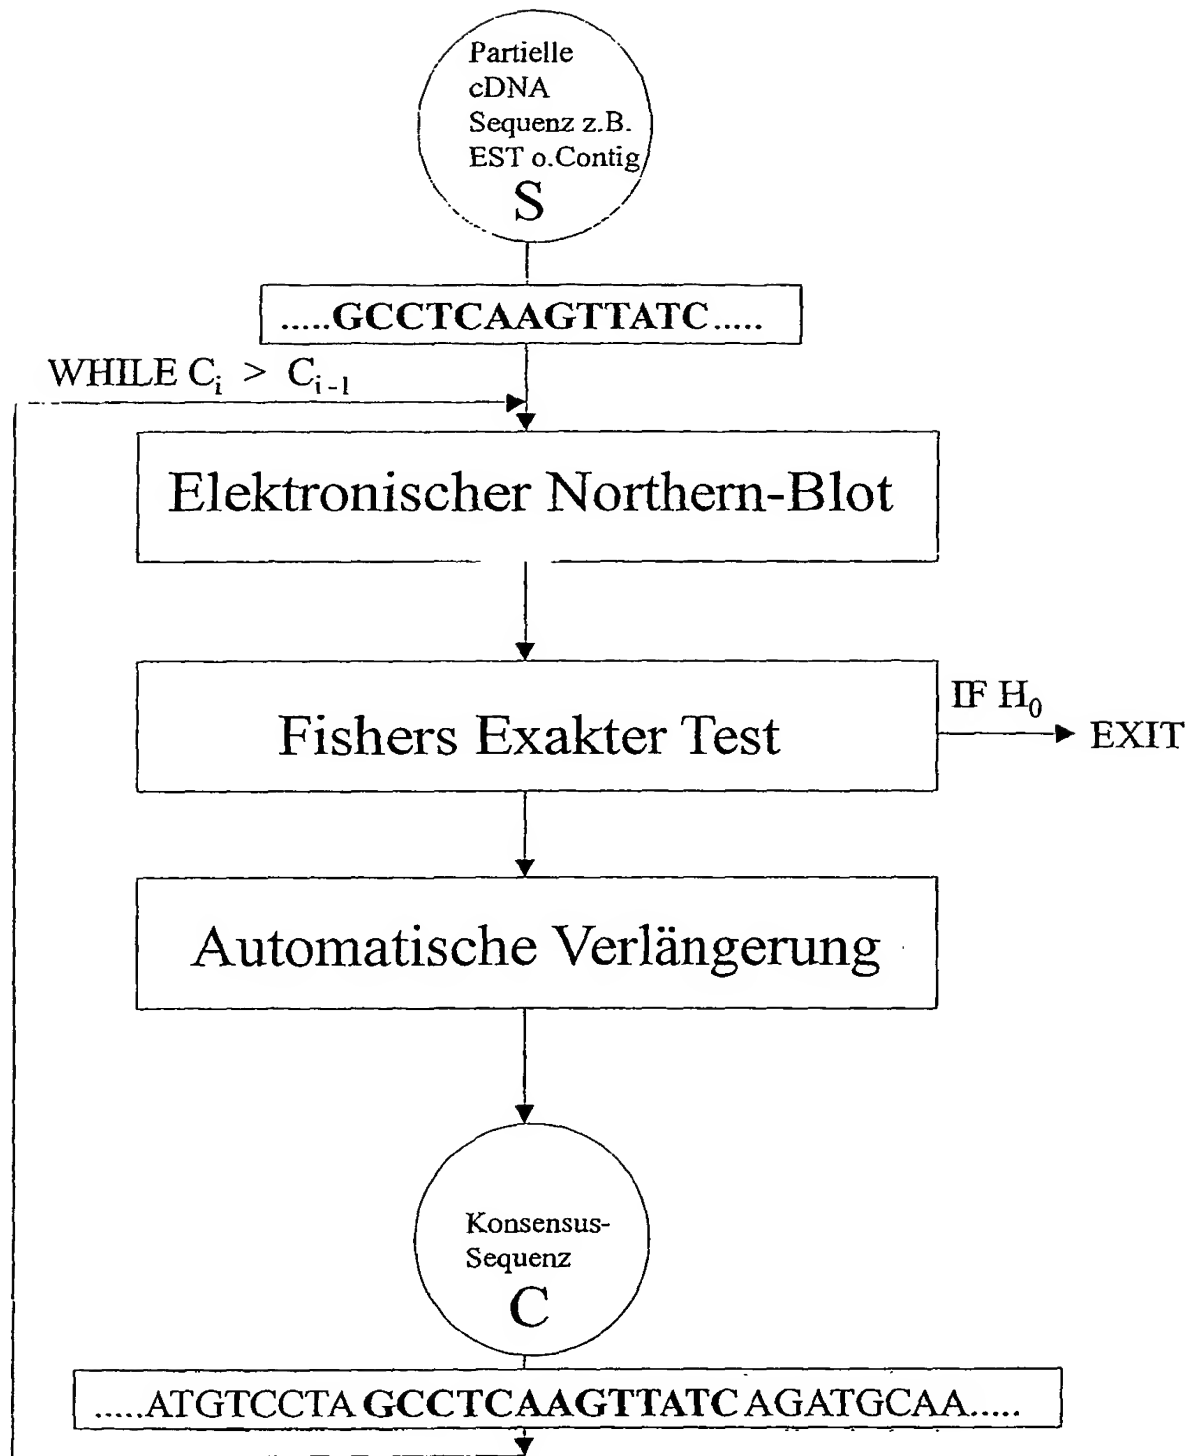 Partielle
cDNA
Sequenz z.B.
EST o.Contig
S
.....GCCTCAAGTTATC.....
WHILE Ci > Ci-1
Elektronischer Northern-Blot
IF H0
Fishers Exakter Test
EXIT
Automatische Verlängerung
Konsensus-
Sequenz
C
.....ATGTCCTA GCCTCAAGTTATC AGATGCAA.....